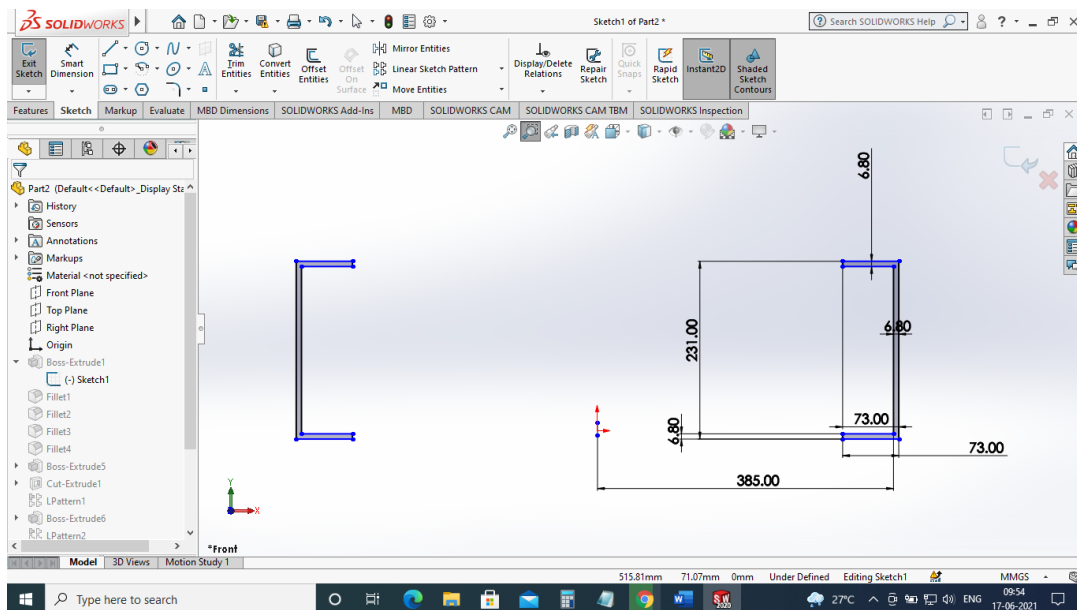 SOLIDWORKS
Sketch1 of Part2 *
Search SOLIDWORKS Help
Exit Sketch
Smart Dimension
Trim Entities
Convert Entities
Offset Entities
Offset On Surface
Mirror Entities
Linear Sketch Pattern
Move Entities
Display/Delete Relations
Repair Sketch
Quick Snaps
Rapid Sketch
Instant2D
Shaded Sketch Contours
Features Sketch Markup Evaluate MBD Dimensions SOLIDWORKS Add-Ins MBD SOLIDWORKS CAM SOLIDWORKS CAM TBM SOLIDWORKS Inspection
Part2 (Default<<Default>_Display Sta
History
Sensors
Annotations
Markups
Material <not specified>
Front Plane
Top Plane
Right Plane
Origin
Boss-Extrude1
(-) Sketch1
Fillet1
Fillet2
Fillet3
Fillet4
Boss-Extrude5
Cut-Extrude1
LPattern1
Boss-Extrude6
LPattern2
6.80
231.00
6.80
73.00
6.80
73.00
385.00
Y
X
*Front
Model 3D Views Motion Study 1
515.81mm 71.07mm 0mm Under Defined Editing Sketch1 MMGS
Type here to search
27°C ENG
09:54
17-06-2021